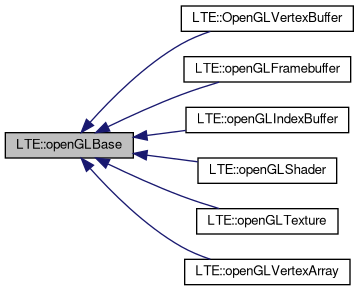 LTE::OpenGLVertexBuffer
LTE::openGLFramebuffer
LTE::openGLIndexBuffer
LTE::openGLBase
LTE::openGLShader
LTE::openGLTexture
LTE::openGLVertexArray